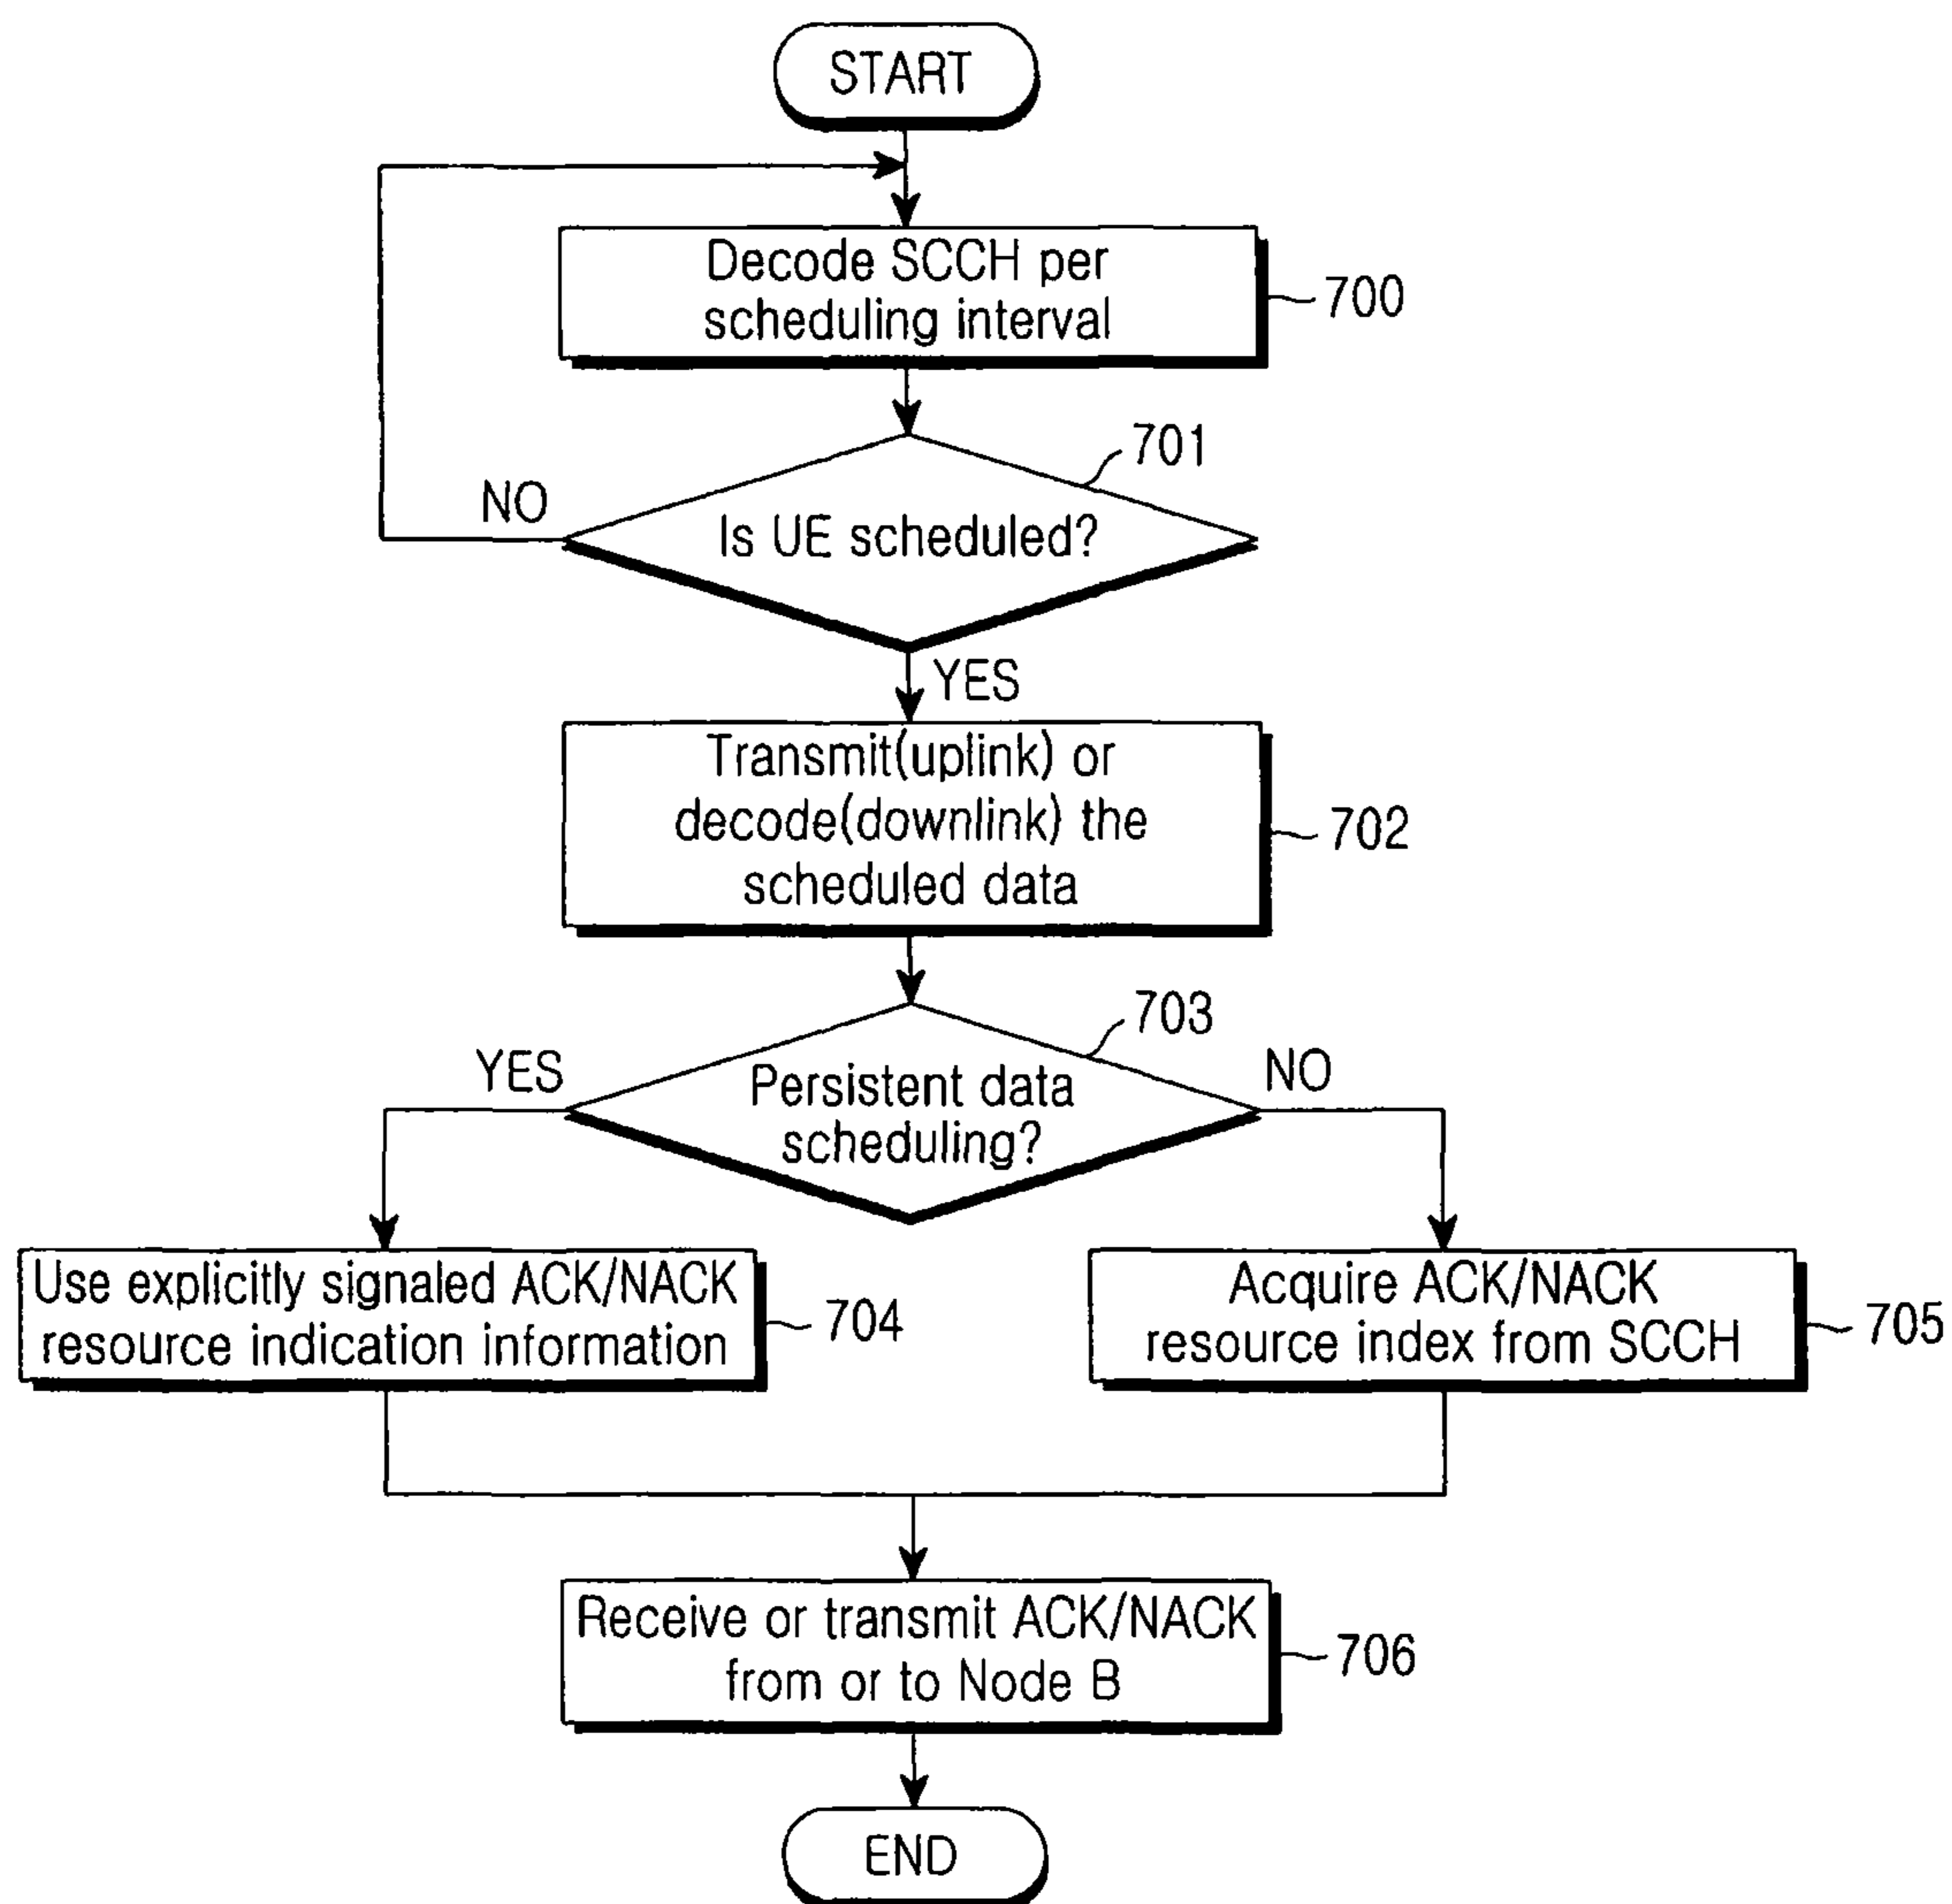 START
Decode SCCH per
scheduling interval
700
701
NO
Is UE scheduled?
YES
Transmit(uplink) or
decode(downlink) the
scheduled data
702
703
YES
NO
Persistent data
scheduling?
Use explicitly signaled ACK/NACK
resource indication information
704
Acquire ACK/NACK
resource index from SCCH
705
Receive or transmit ACK/NACK
from or to Node B
706
END